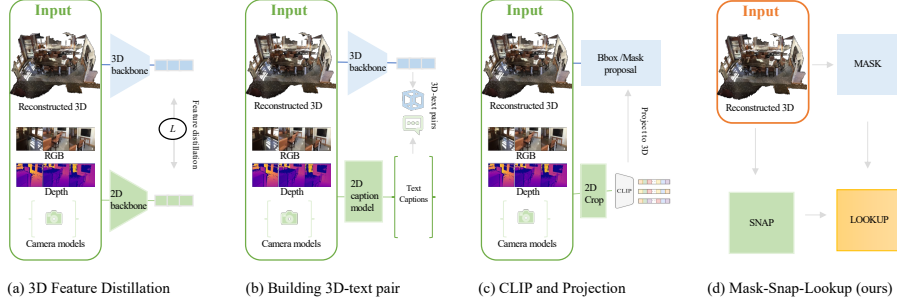 Input
3D
backbone
Reconstructed 3D
L
Feature distillation
RGB
Depth
2D
backbone
Camera models
(a) 3D Feature Distillation
Input
3D
backbone
Reconstructed 3D
3D-text pairs
RGB
Depth
2D
caption
model
Text
Captions
Camera models
(b) Building 3D-text pair
Input
Bbox /Mask
proposal
Reconstructed 3D
Project to 3D
RGB
Depth
2D
Crop
CLIP
Camera models
(c) CLIP and Projection
Input
MASK
Reconstructed 3D
SNAP
LOOKUP
(d) Mask-Snap-Lookup (ours)